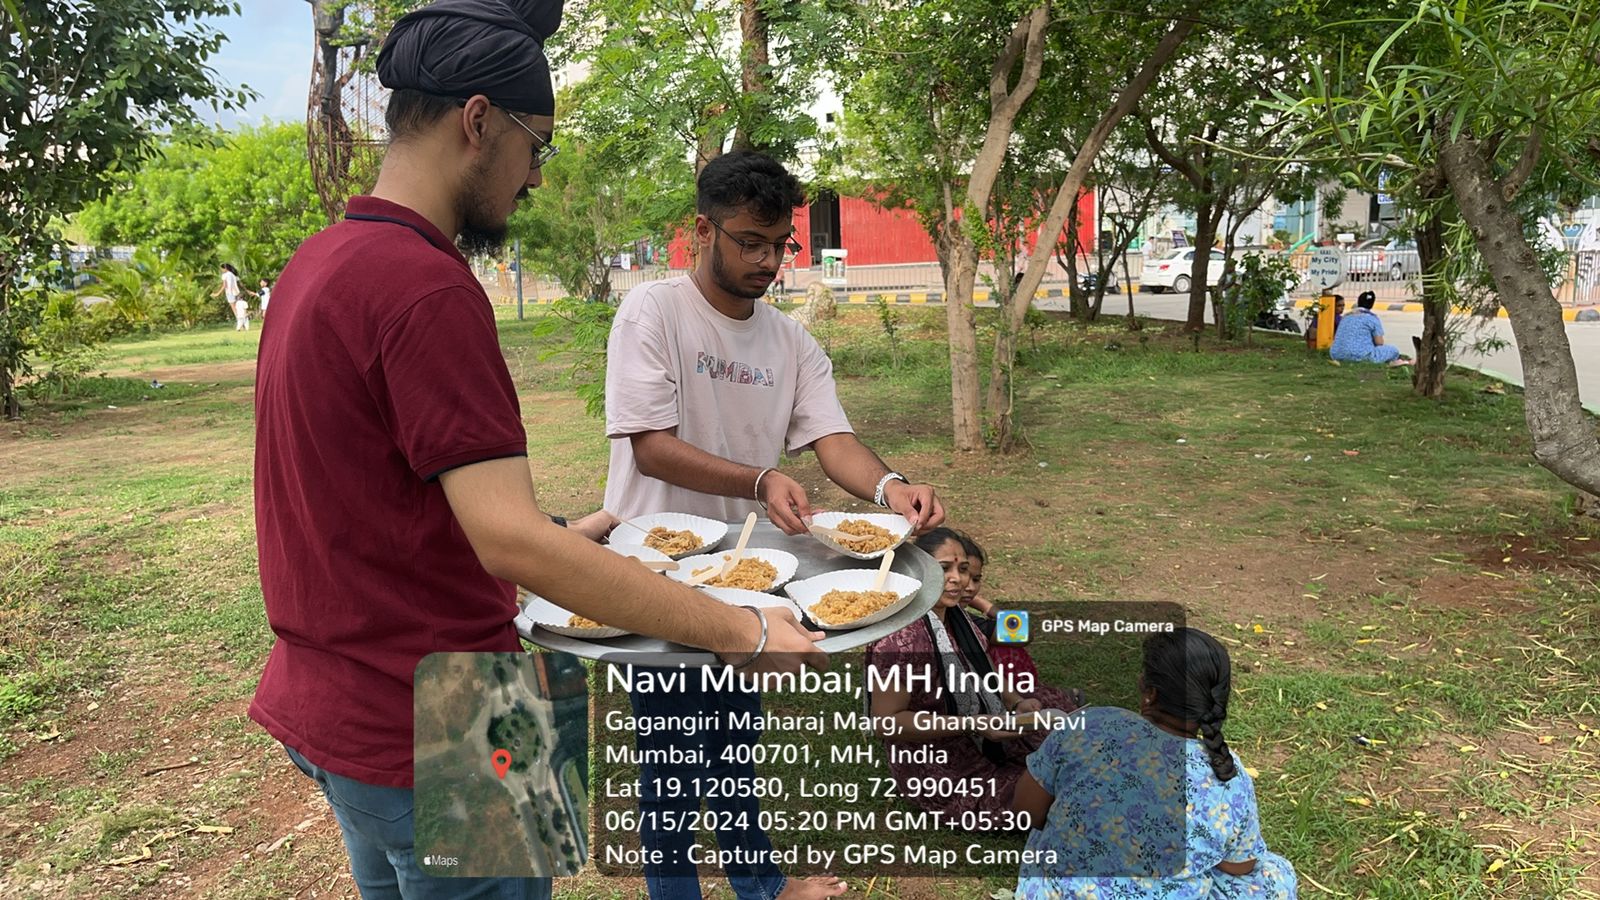 MUMBAI
NAKI
My City
My Pride
GPS Map Camera
Navi Mumbai,MH,India
Gagangiri Maharaj Marg, Ghansoli, Navi
Mumbai, 400701, MH, India
Lat 19.120580, Long 72.990451
06/15/2024 05:20 PM GMT+05:30
Note : Captured by GPS Map Camera
Maps